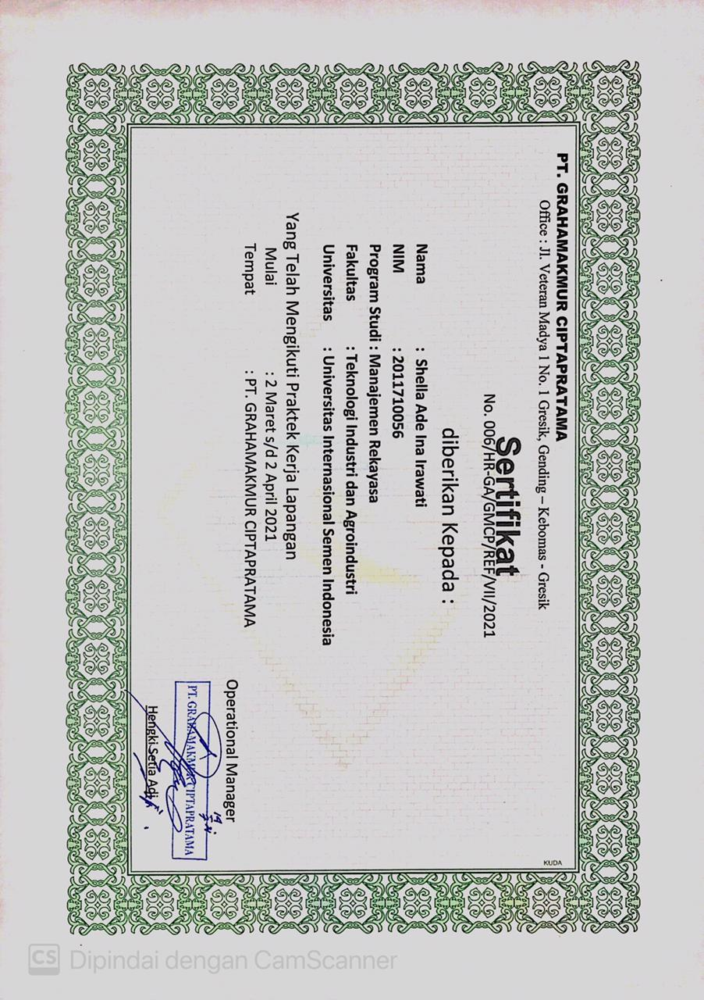 PT. GRAHAMAKMUR CIPTAPRATAMA
Office : Jl. Veteran Madya 1 No. 1 Gresik, Gending – Kebomas - Gresik
Sertifikat
No. 006/HR-GA/GMCP/REF/VII/2021
diberikan Kepada :
Nama : Shella Ade Ina Irawati
NIM : 2011710056
Program Studi : Manajemen Rekayasa
Fakultas : Teknologi Industri dan Agroindustri
Universitas : Universitas Internasional Semen Indonesia
Yang Telah Mengikuti Praktek Kerja Lapangan
Mulai : 2 Maret s/d 2 April 2021
Tempat : PT. GRAHAMAKMUR CIPTAPRATAMA
Operational Manager
PT. GRAHAMAKMUR CIPTAPRATAMA
Hengki Setia Adi
KUDA
CS Dipindai dengan CamScanner